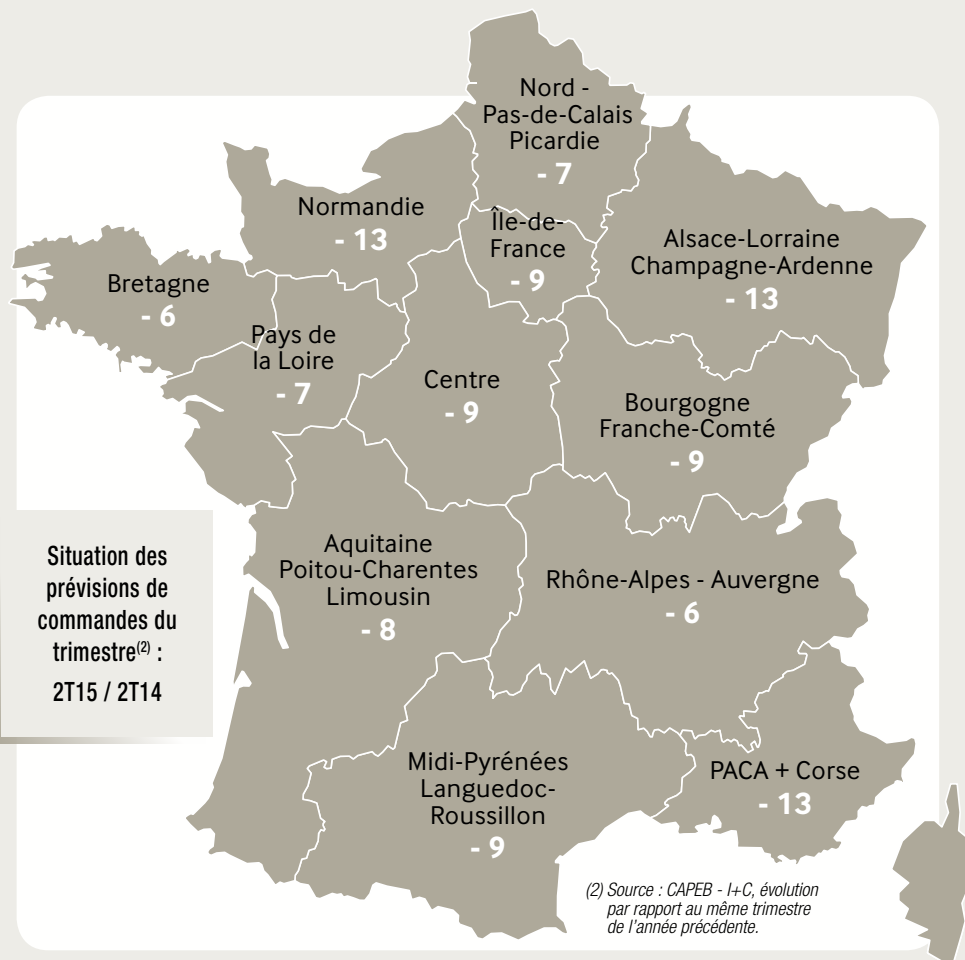 Nord -
Pas-de-Calais
Picardie
- 7
Normandie
- 13
Île-de-
France
- 9
Alsace-Lorraine
Champagne-Ardenne
- 13
Bretagne
- 6
Pays de
la Loire
- 7
Centre
- 9
Bourgogne
Franche-Comté
- 9
Situation des
prévisions de
commandes du
trimestre(2) :
2T15 / 2T14
Aquitaine
Poitou-Charentes
Limousin
- 8
Rhône-Alpes - Auvergne
- 6
Midi-Pyrénées
Languedoc-
Roussillon
- 9
PACA + Corse
- 13
(2) Source : CAPEB - I+C, évolution
par rapport au même trimestre
de l'année précédente.